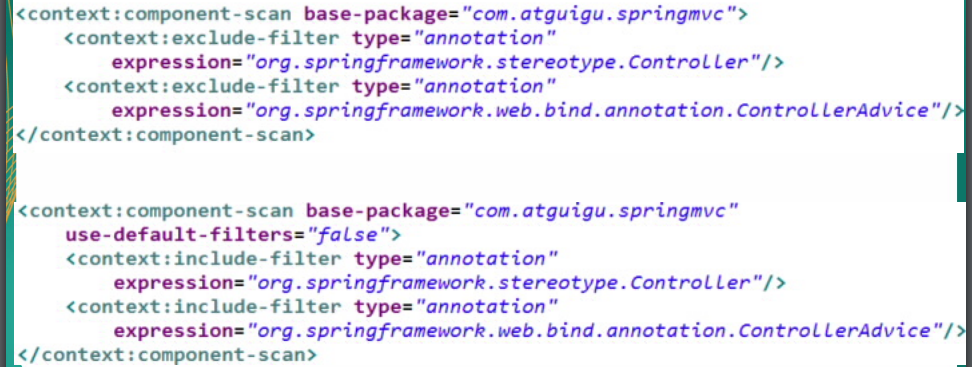 <context:component-scan base-package="com.atguigu.springmvc">
    <context:exclude-filter type="annotation"
        expression="org.springframework.stereotype.Controller"/>
    <context:exclude-filter type="annotation"
        expression="org.springframework.web.bind.annotation.ControllerAdvice"/>
</context:component-scan>
<context:component-scan base-package="com.atguigu.springmvc"
    use-default-filters="false">
    <context:include-filter type="annotation"
        expression="org.springframework.stereotype.Controller"/>
    <context:include-filter type="annotation"
        expression="org.springframework.web.bind.annotation.ControllerAdvice"/>
</context:component-scan>